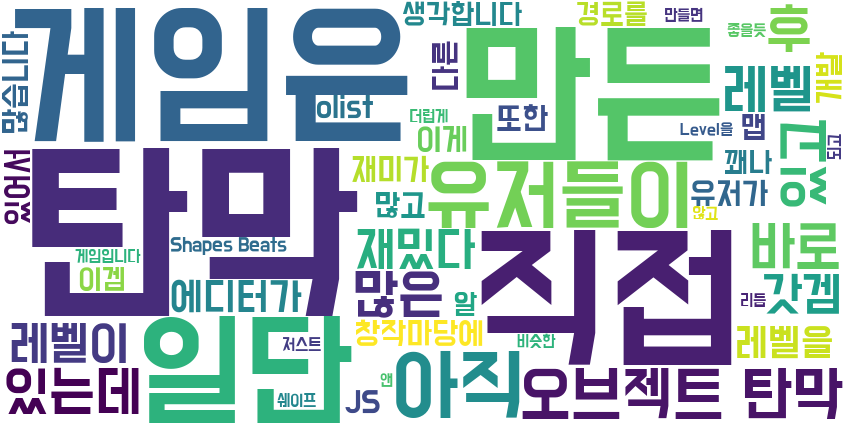 많습니다
게임은
생각합니다
경로를
만들면
좋을듯
후
다른
만든
olist
더럽게
또한
레벨
개발
이게
Level을
맵
고도
있어서
탄막
재미가
유저들이
꽤나
있고
많고
유저가
않고
Shapes Beats
게임입니다
재밌다
직접
바로
이겜
에디터가
많은
알
갓겜
리듬
레벨이
일단
저스트
창작마당에
비슷한
레벨을
있는데
쉐이프
JS
앤
아직
오브젝트 탄막